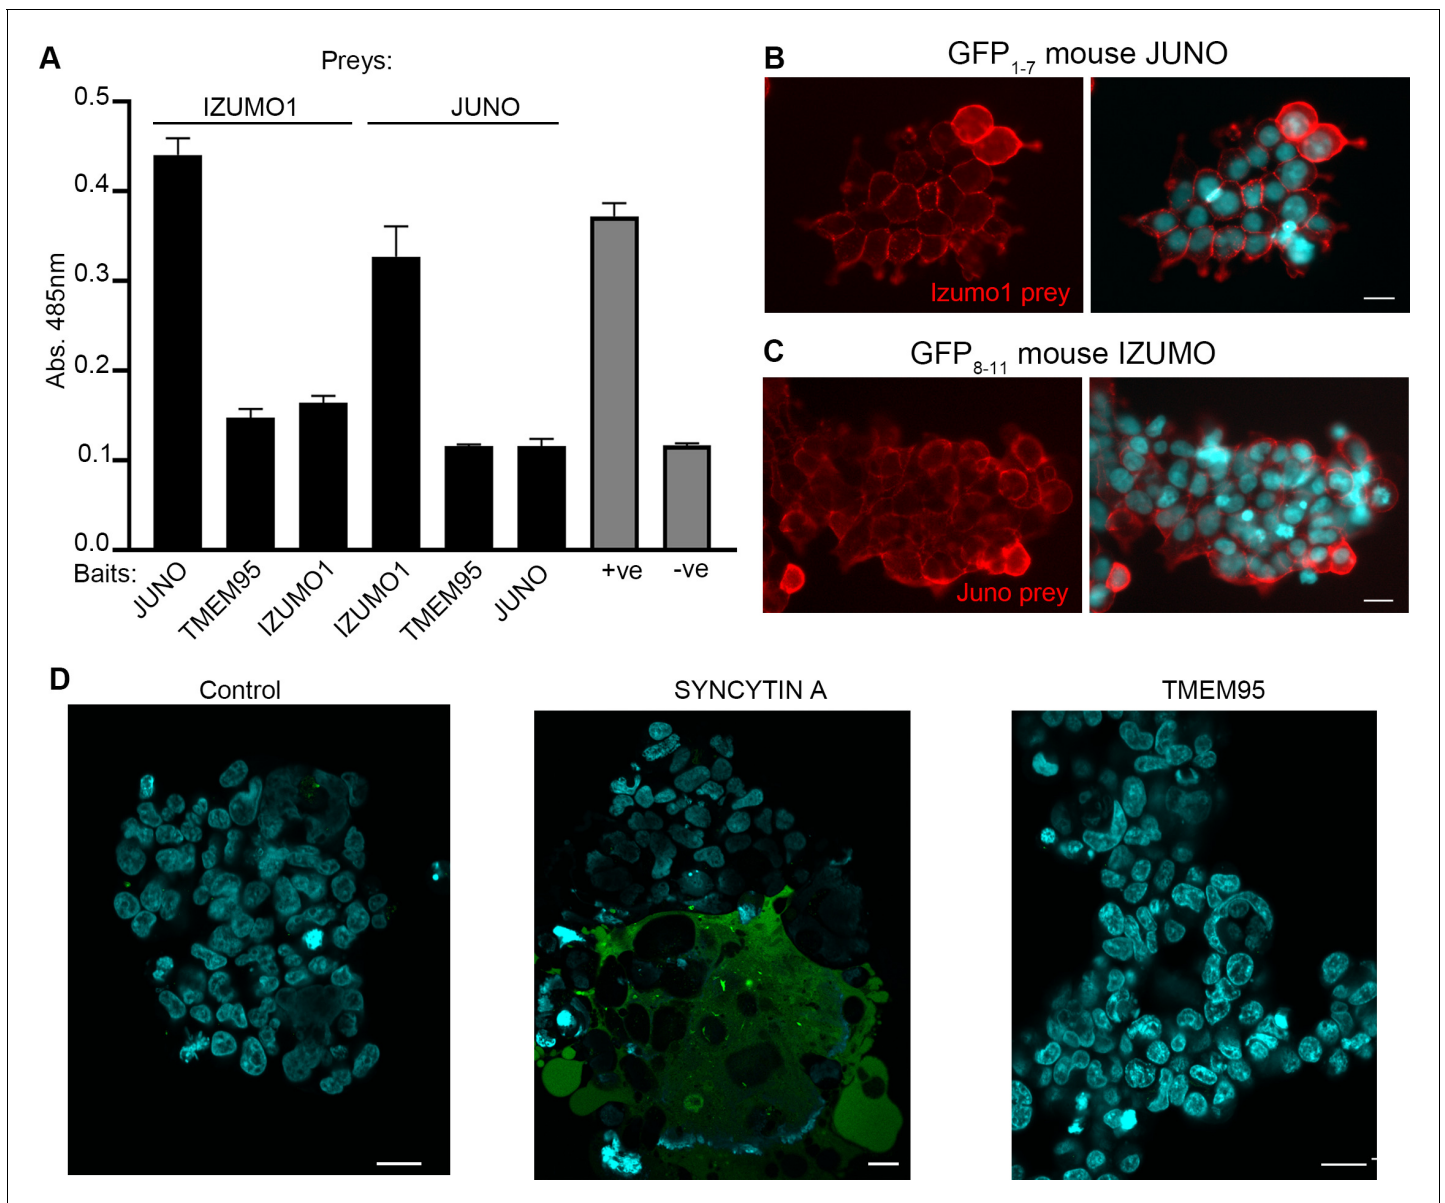 A
Preys:
IZUMO1
JUNO
0.5
0.4
0.3
0.2
0.1
0.0
Abs. 485nm
Baits:
JUNO
TMEM95
IZUMO1
IZUMO1
TMEM95
JUNO
+ve
-ve
B
GFP1-7 mouse JUNO
Izumo1 prey
C
GFP8-11 mouse IZUMO
Juno prey
D
Control
SYNCYTIN A
TMEM95